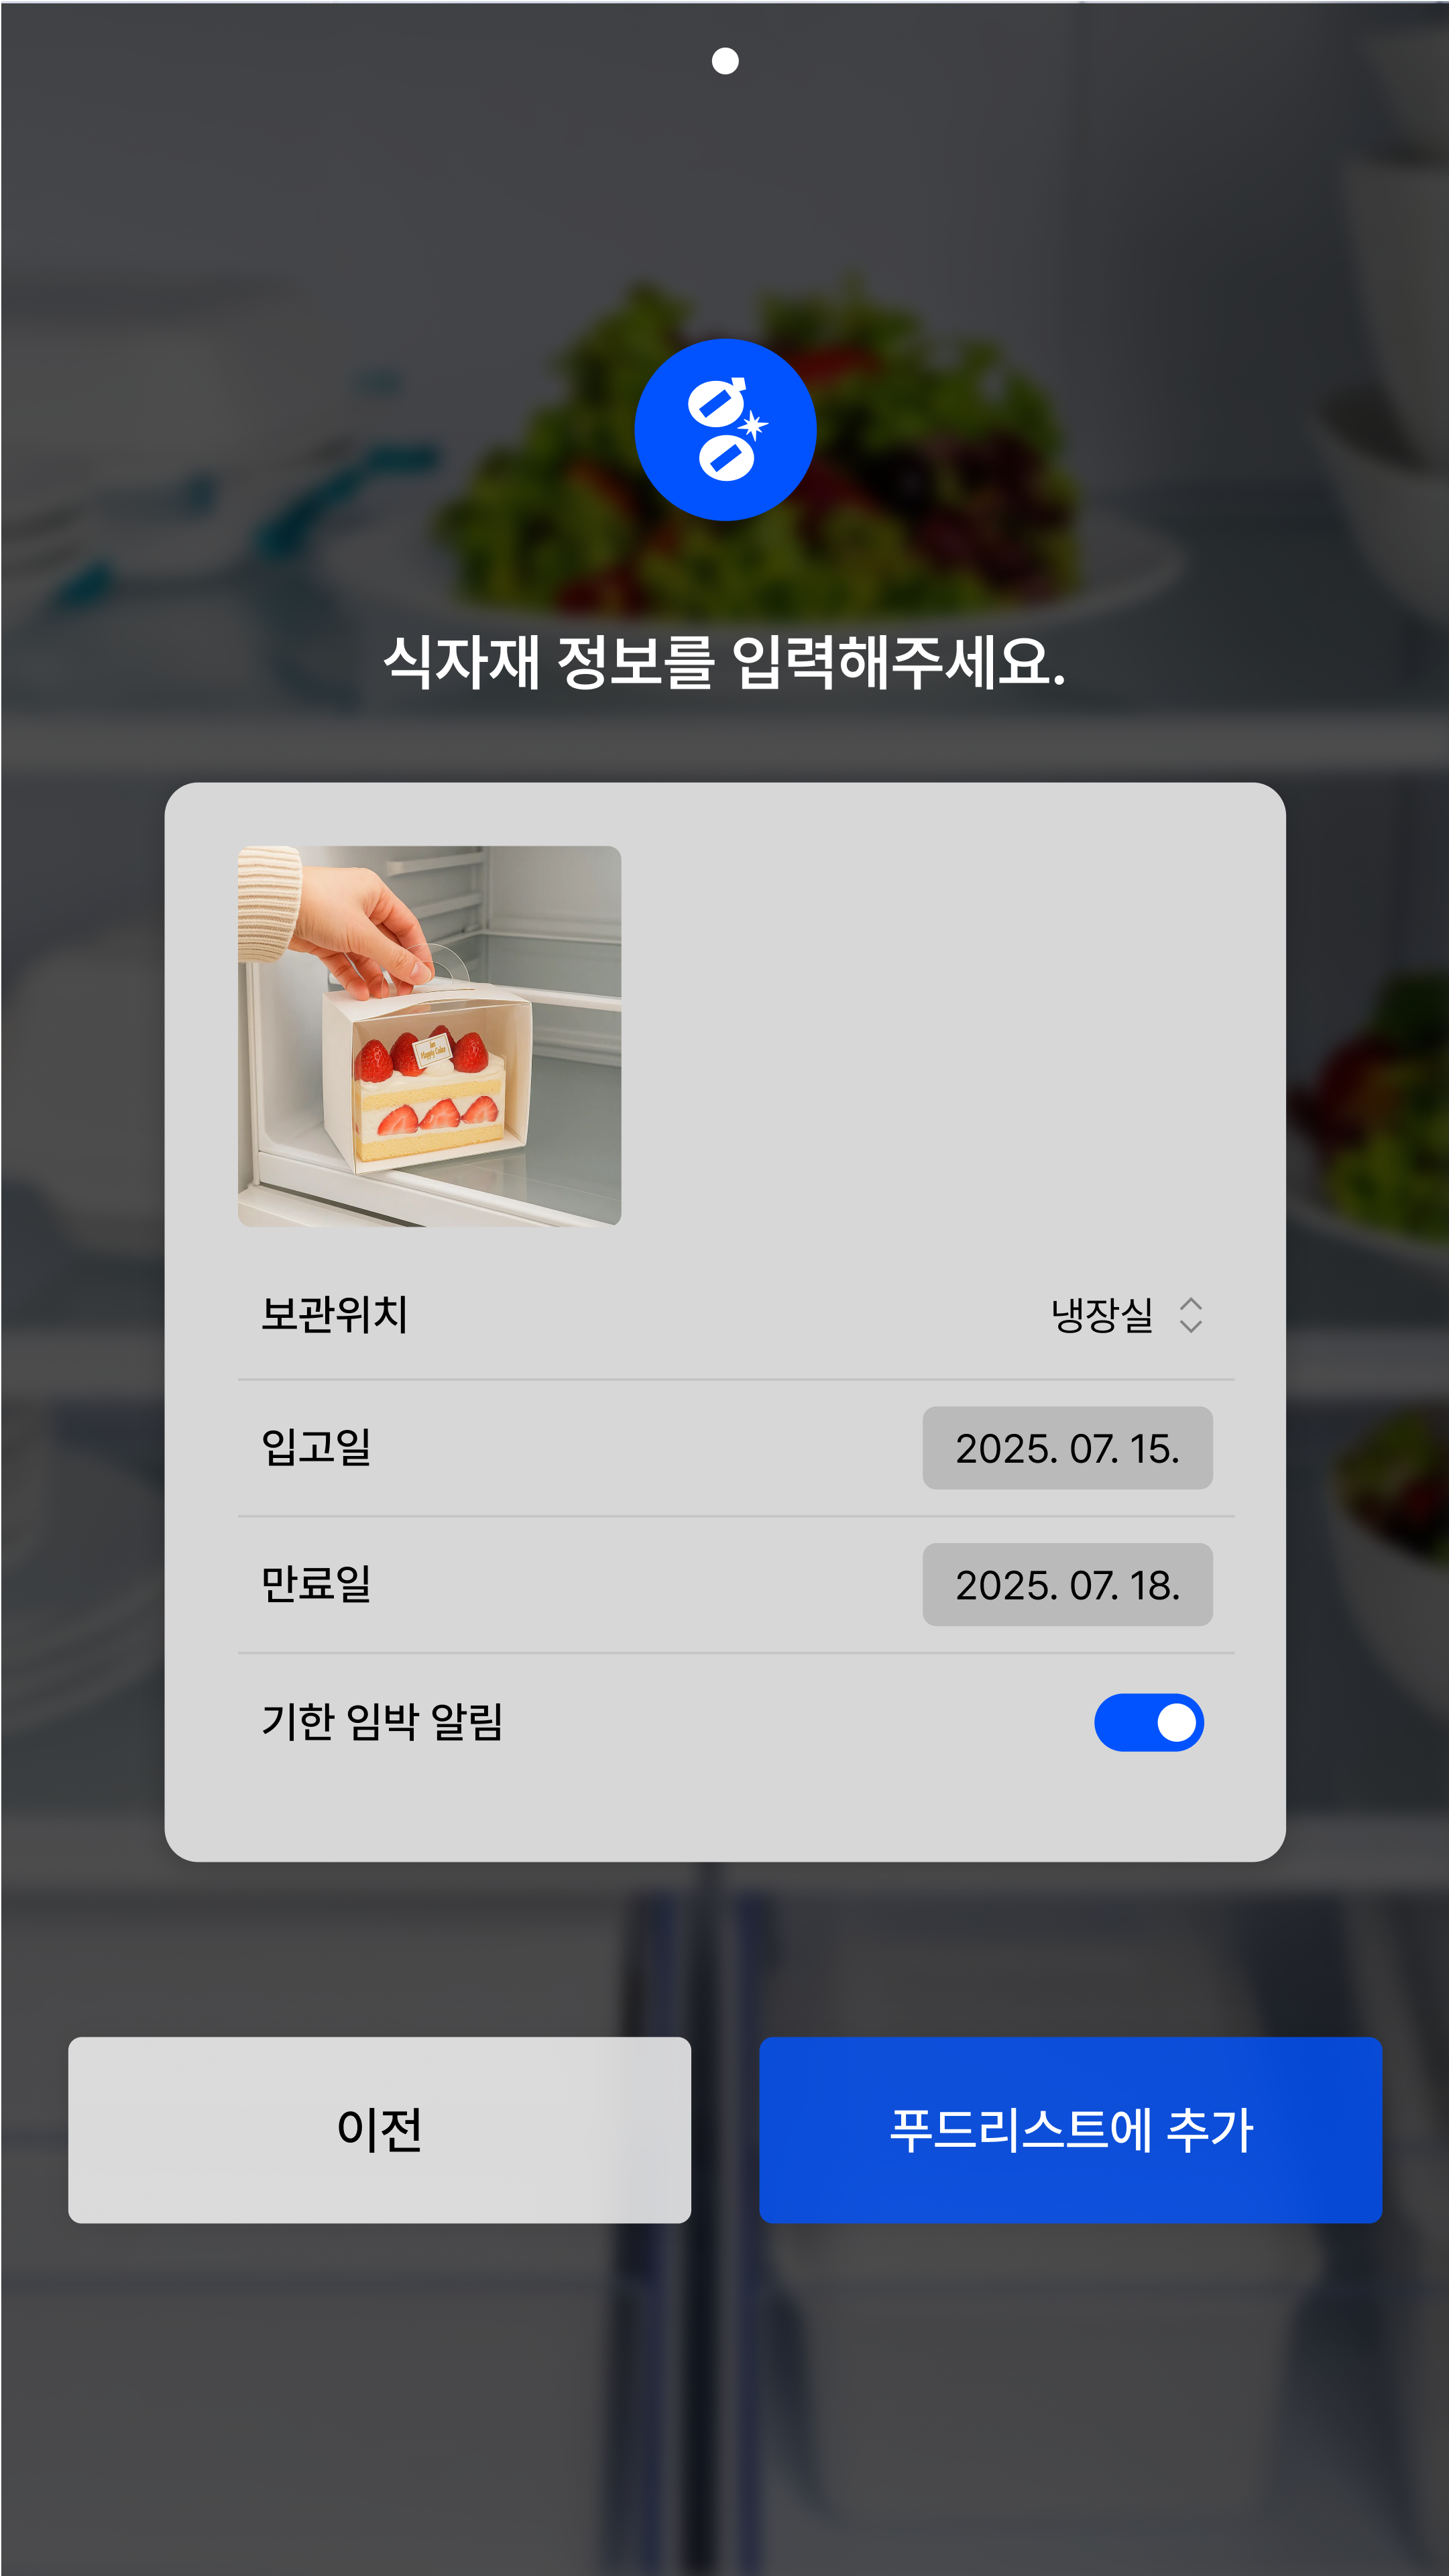 식자재 정보를 입력해주세요.
보관위치 냉장실
입고일 2025. 07. 15.
만료일 2025. 07. 18.
기한 임박 알림
이전 푸드리스트에 추가